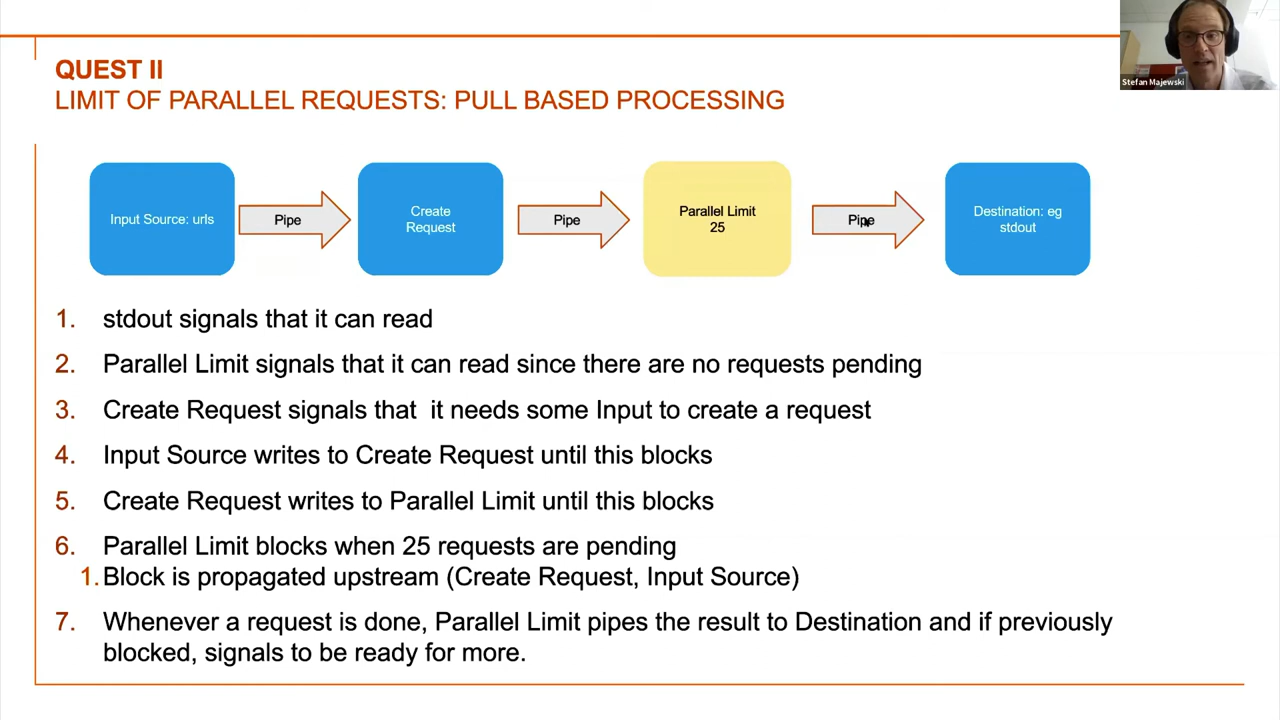 Stefan Majewski
QUEST II
LIMIT OF PARALLEL REQUESTS: PULL BASED PROCESSING
Input Source: urls
Pipe
Create
Request
Pipe
Parallel Limit
25
Pipe
Destination: eg
stdout
1. stdout signals that it can read
2. Parallel Limit signals that it can read since there are no requests pending
3. Create Request signals that it needs some Input to create a request
4. Input Source writes to Create Request until this blocks
5. Create Request writes to Parallel Limit until this blocks
6. Parallel Limit blocks when 25 requests are pending
1. Block is propagated upstream (Create Request, Input Source)
7. Whenever a request is done, Parallel Limit pipes the result to Destination and if previously
blocked, signals to be ready for more.